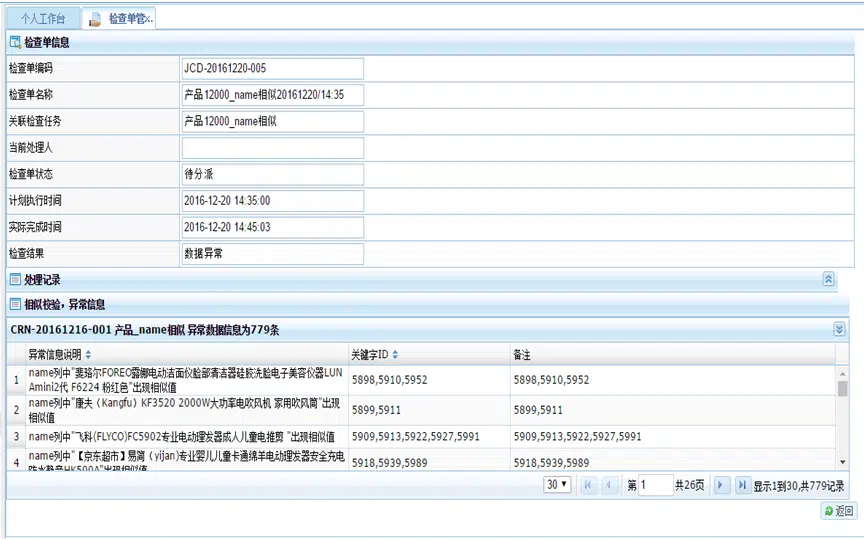 个人工作台 检查单管x.
检查单信息
检查单编码 JCD-20161220-005
检查单名称 产品12000_name相似20161220/14:35
关联检查任务 产品12000_name相似
当前处理人
检查单状态 待分派
计划执行时间 2016-12-20 14:35:00
实际完成时间 2016-12-20 14:45:03
检查结果 数据异常
处理记录
相似校验，异常信息
CRN-20161216-001 产品_name相似 异常数据信息为779条
异常信息说明 关键字ID 备注
1 name列中"斐珞尔FOREO露娜电动洁面仪脸部清洁器硅胶洗脸电子美容仪器LUN
Amini2代 F6224 粉红色"出现相似值 5898,5910,5952 5898,5910,5952
2 name列中"康夫（Kangfu）KF3520 2000W大功率电吹风机 家用吹风筒"出现
相似值 5899,5911 5899,5911
3 name列中"飞科(FLYCO)FC5902专业电动理发器成人儿童电推剪 "出现相似值 5909,5913,5922,5927,5991 5909,5913,5922,5927,5991
4 name列中"【京东超市】易简（yijan)专业婴儿儿童卡通绵羊电动理发器安全充电
防水静音HK500A"出现相似值 5918,5939,5989 5918,5939,5989
30 第 1 共26页 显示1到30,共779记录
返回